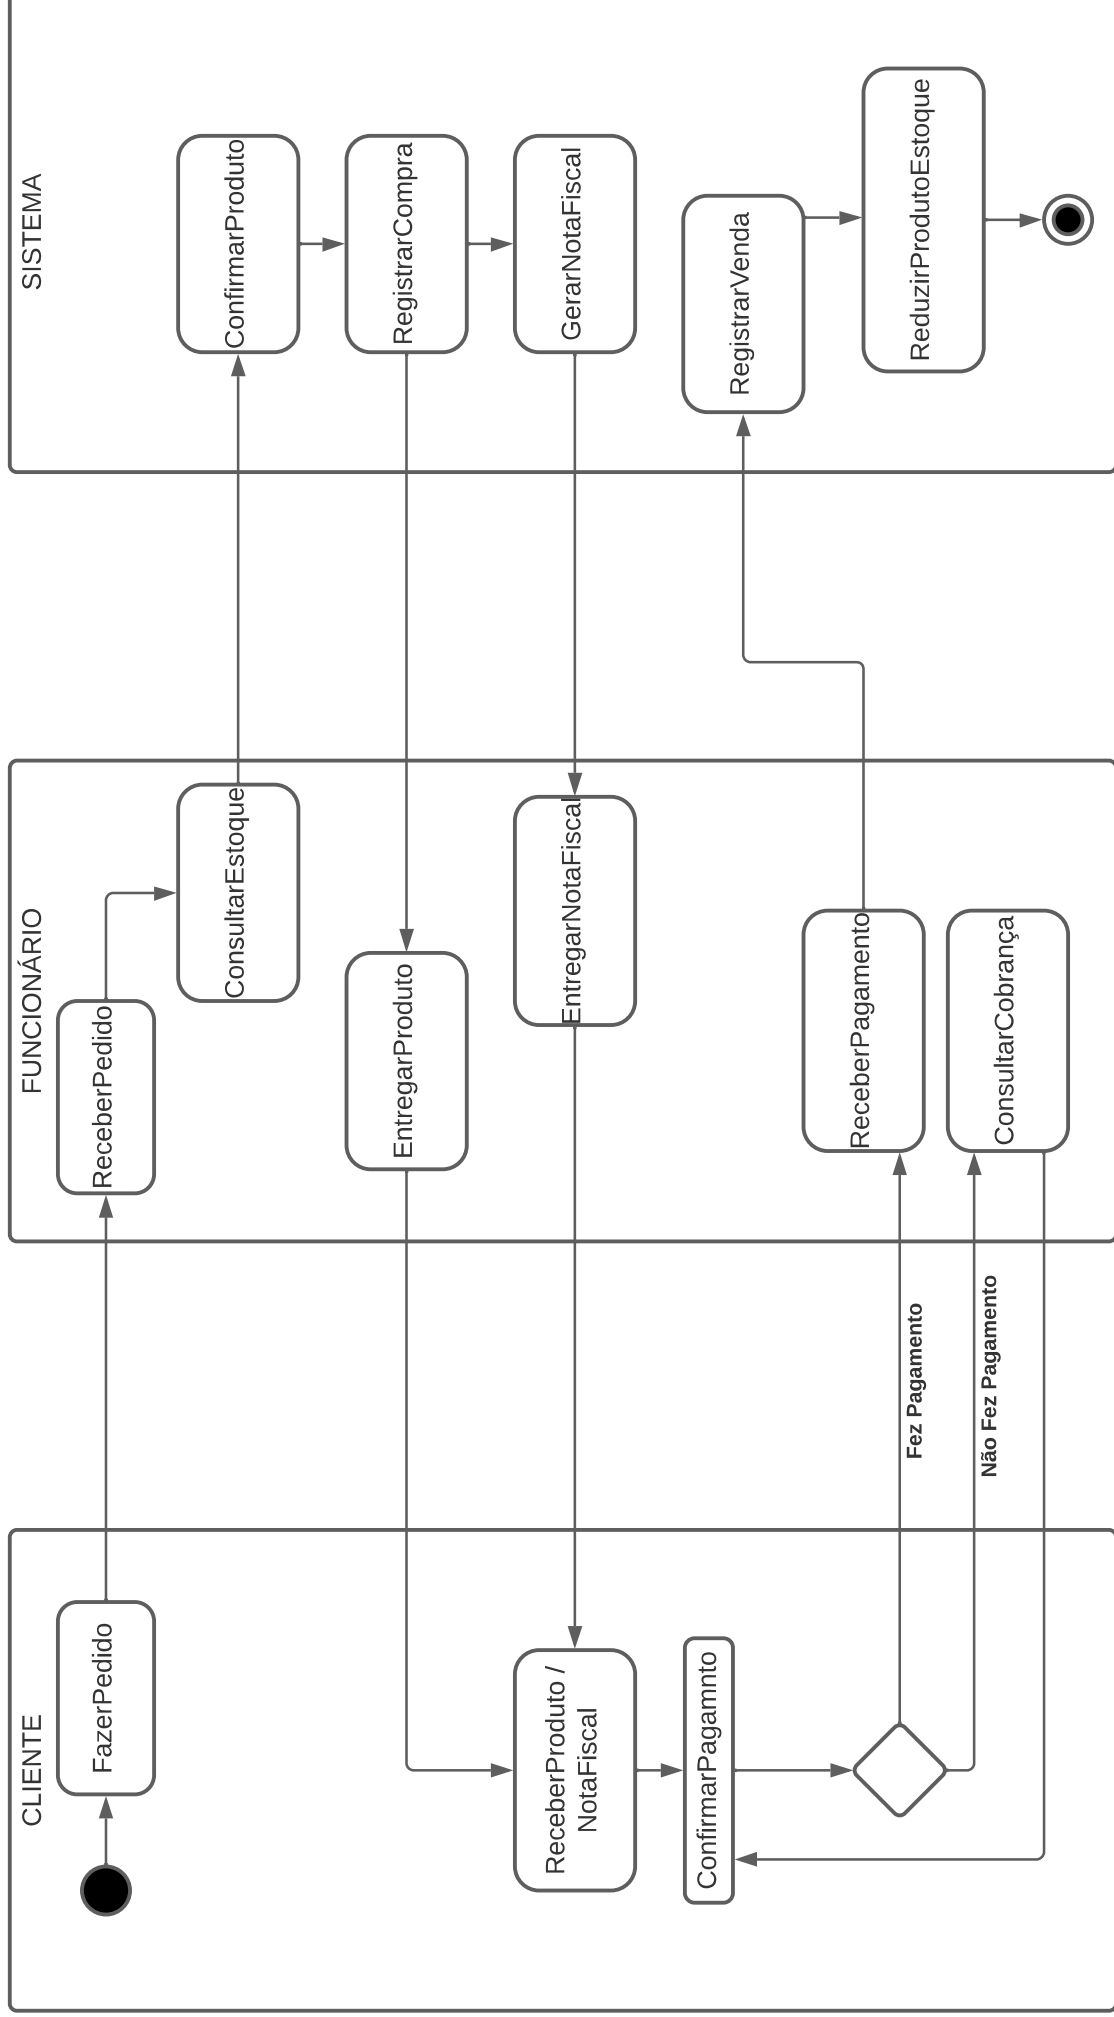 CLIENTE
FUNCIONÁRIO
SISTEMA
FazerPedido
ReceberPedido
ConsultarEstoque
ConfirmarProduto
RegistrarCompra
EntregarProduto
GerarNotaFiscal
EntregarNotaFiscal
ReceberProduto /
NotaFiscal
ConfirmarPagamnto
Fez Pagamento
Não Fez Pagamento
ReceberPagamento
ConsultarCobrança
RegistrarVenda
ReduzirProdutoEstoque